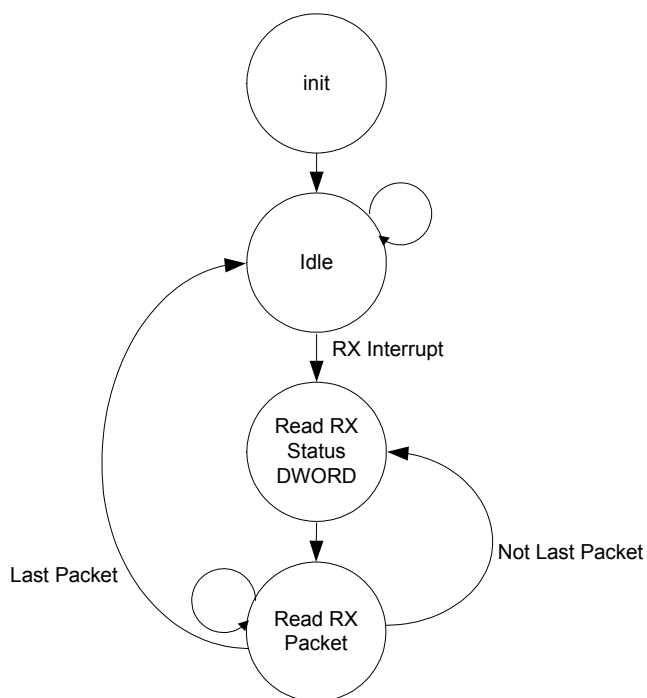 init
Idle
RX Interrupt
Read RX
Status
DWORD
Not Last Packet
Last Packet
Read RX
Packet